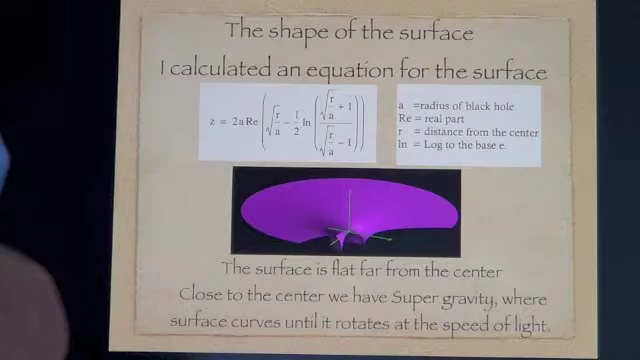 The shape of the surface
I calculated an equation for the surface
z = 2a Re ( √(r/a) − 1/2 ln ( (√(r/a) + 1) / (√(r/a) − 1) ) )
a =radius of black hole
Re = real part
r = distance from the center
ln = Log to the base e.
The surface is flat far from the center
Close to the center we have Super gravity, where
surface curves until it rotates at the speed of light.